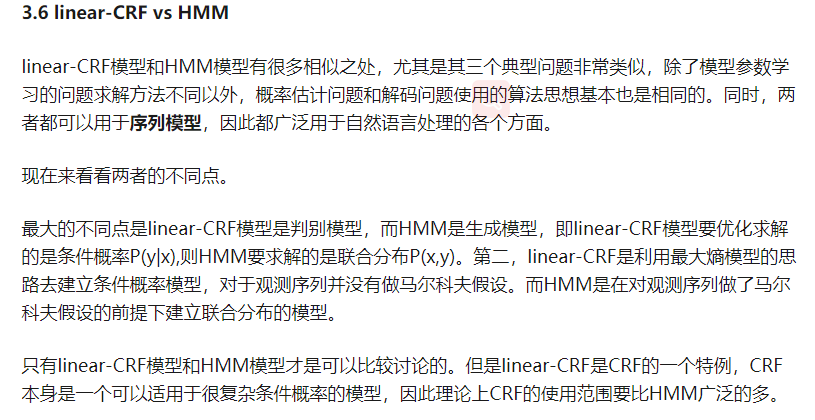 3.6 linear-CRF vs HMM
linear-CRF模型和HMM模型有很多相似之处，尤其是其三个典型问题非常类似，除了模型参数学
习的问题求解方法不同以外，概率估计问题和解码问题使用的算法思想基本也是相同的。同时，两
者都可以用于序列模型，因此都广泛用于自然语言处理的各个方面。
现在来看看两者的不同点。
最大的不同点是linear-CRF模型是判别模型，而HMM是生成模型，即linear-CRF模型要优化求解
的是条件概率P(y|x),则HMM要求解的是联合分布P(x,y)。第二，linear-CRF是利用最大熵模型的思
路去建立条件概率模型，对于观测序列并没有做马尔科夫假设。而HMM是在对观测序列做了马尔
科夫假设的前提下建立联合分布的模型。
只有linear-CRF模型和HMM模型才是可以比较讨论的。但是linear-CRF是CRF的一个特例，CRF
本身是一个可以适用于很复杂条件概率的模型，因此理论上CRF的使用范围要比HMM广泛的多。